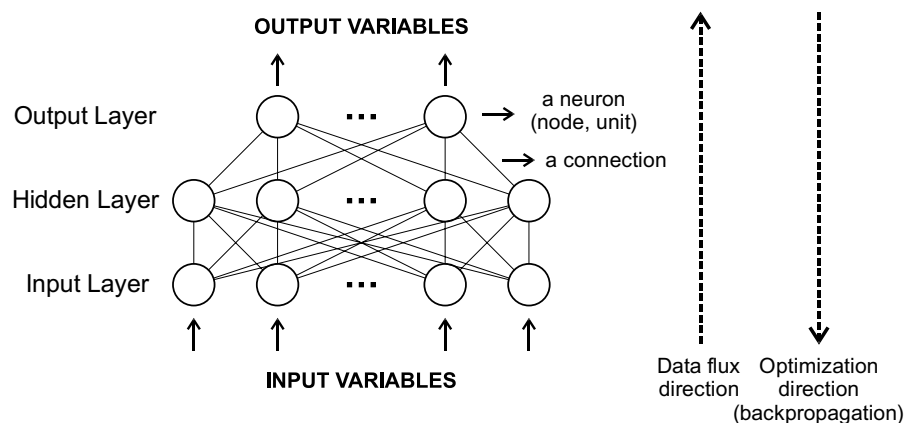 OUTPUT VARIABLES
Output Layer
...
a neuron
(node, unit)
a connection
Hidden Layer
...
Input Layer
...
INPUT VARIABLES
Data flux
direction
Optimization
direction
(backpropagation)